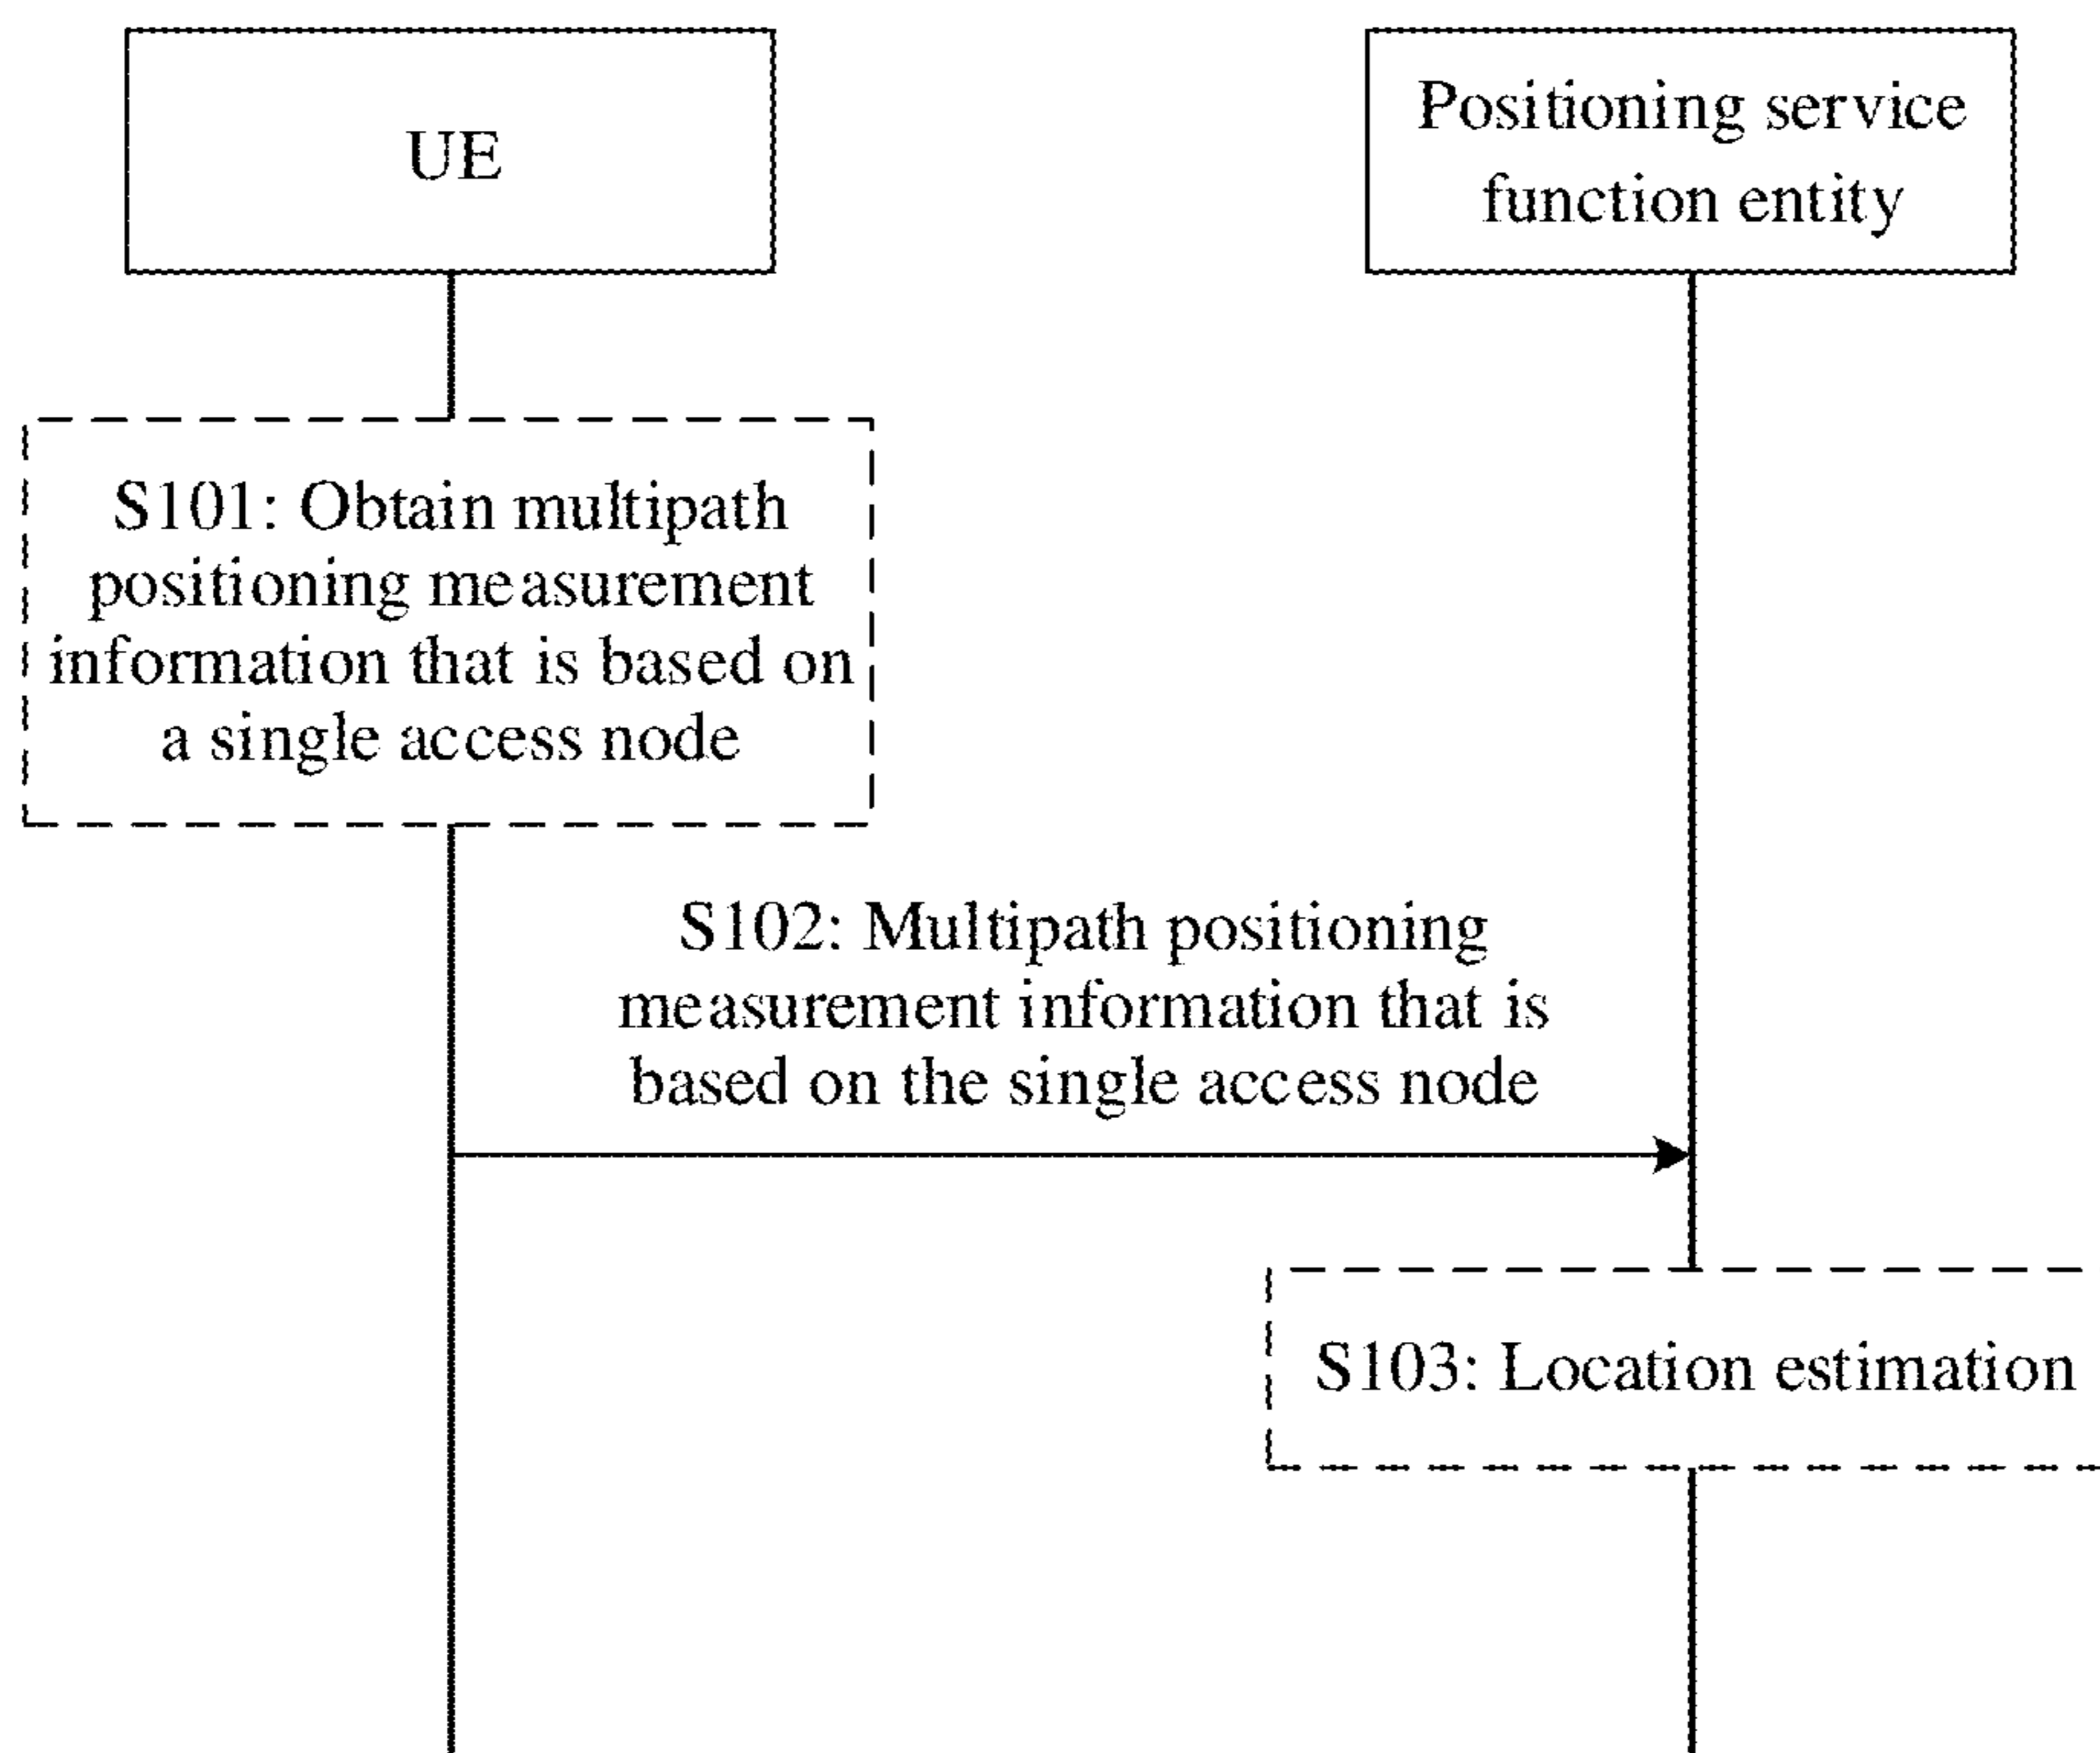 UE
Positioning service
function entity
S101: Obtain multipath
positioning measurement
information that is based on
a single access node
S102: Multipath positioning
measurement information that is
based on the single access node
S103: Location estimation